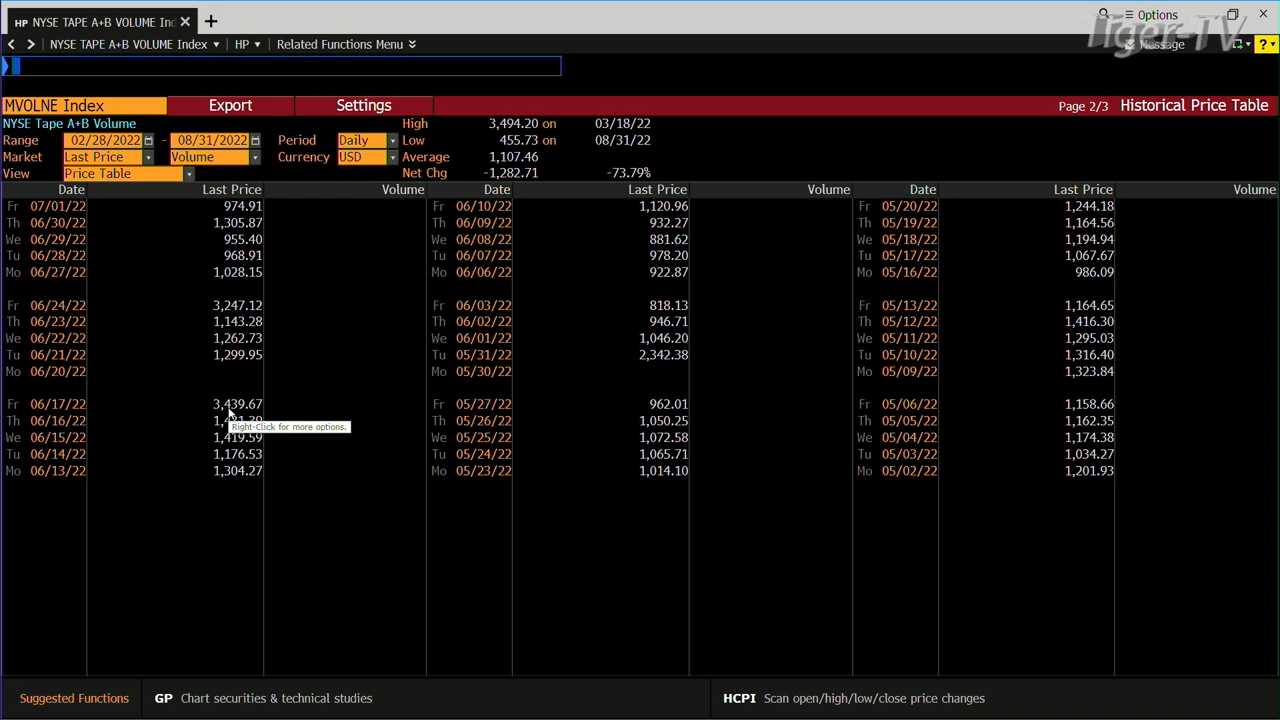 HP NYSE TAPE A+B VOLUME Ind
Options
Tiger-TV
NYSE TAPE A+B VOLUME Index HP Related Functions Menu
Message ?
MVOLNE Index Export Settings Page 2/3 Historical Price Table
NYSE Tape A+B Volume High 3,494.20 on 03/18/22
Range 02/28/2022 - 08/31/2022 Period Daily Low 455.73 on 08/31/22
Market Last Price Volume Currency USD Average 1,107.46
View Price Table Net Chg -1,282.71 -73.79%
Date Last Price Volume Date Last Price Volume Date Last Price Volume
Fr 07/01/22 974.91 Fr 06/10/22 1,120.96 Fr 05/20/22 1,244.18
Th 06/30/22 1,305.87 Th 06/09/22 932.27 Th 05/19/22 1,164.56
We 06/29/22 955.40 We 06/08/22 881.62 We 05/18/22 1,194.94
Tu 06/28/22 968.91 Tu 06/07/22 978.20 Tu 05/17/22 1,067.67
Mo 06/27/22 1,028.15 Mo 06/06/22 922.87 Mo 05/16/22 986.09
Fr 06/24/22 3,247.12 Fr 06/03/22 818.13 Fr 05/13/22 1,164.65
Th 06/23/22 1,143.28 Th 06/02/22 946.71 Th 05/12/22 1,416.30
We 06/22/22 1,262.73 We 06/01/22 1,046.20 We 05/11/22 1,295.03
Tu 06/21/22 1,299.95 Tu 05/31/22 2,342.38 Tu 05/10/22 1,316.40
Mo 06/20/22 Mo 05/30/22 Mo 05/09/22 1,323.84
Fr 06/17/22 3,439.67 Fr 05/27/22 962.01 Fr 05/06/22 1,158.66
Th 06/16/22 Th 05/26/22 1,050.25 Th 05/05/22 1,162.35
Right-Click for more options.
We 06/15/22 1,419.59 We 05/25/22 1,072.58 We 05/04/22 1,174.38
Tu 06/14/22 1,176.53 Tu 05/24/22 1,065.71 Tu 05/03/22 1,034.27
Mo 06/13/22 1,304.27 Mo 05/23/22 1,014.10 Mo 05/02/22 1,201.93
Suggested Functions GP Chart securities & technical studies HCPI Scan open/high/low/close price changes